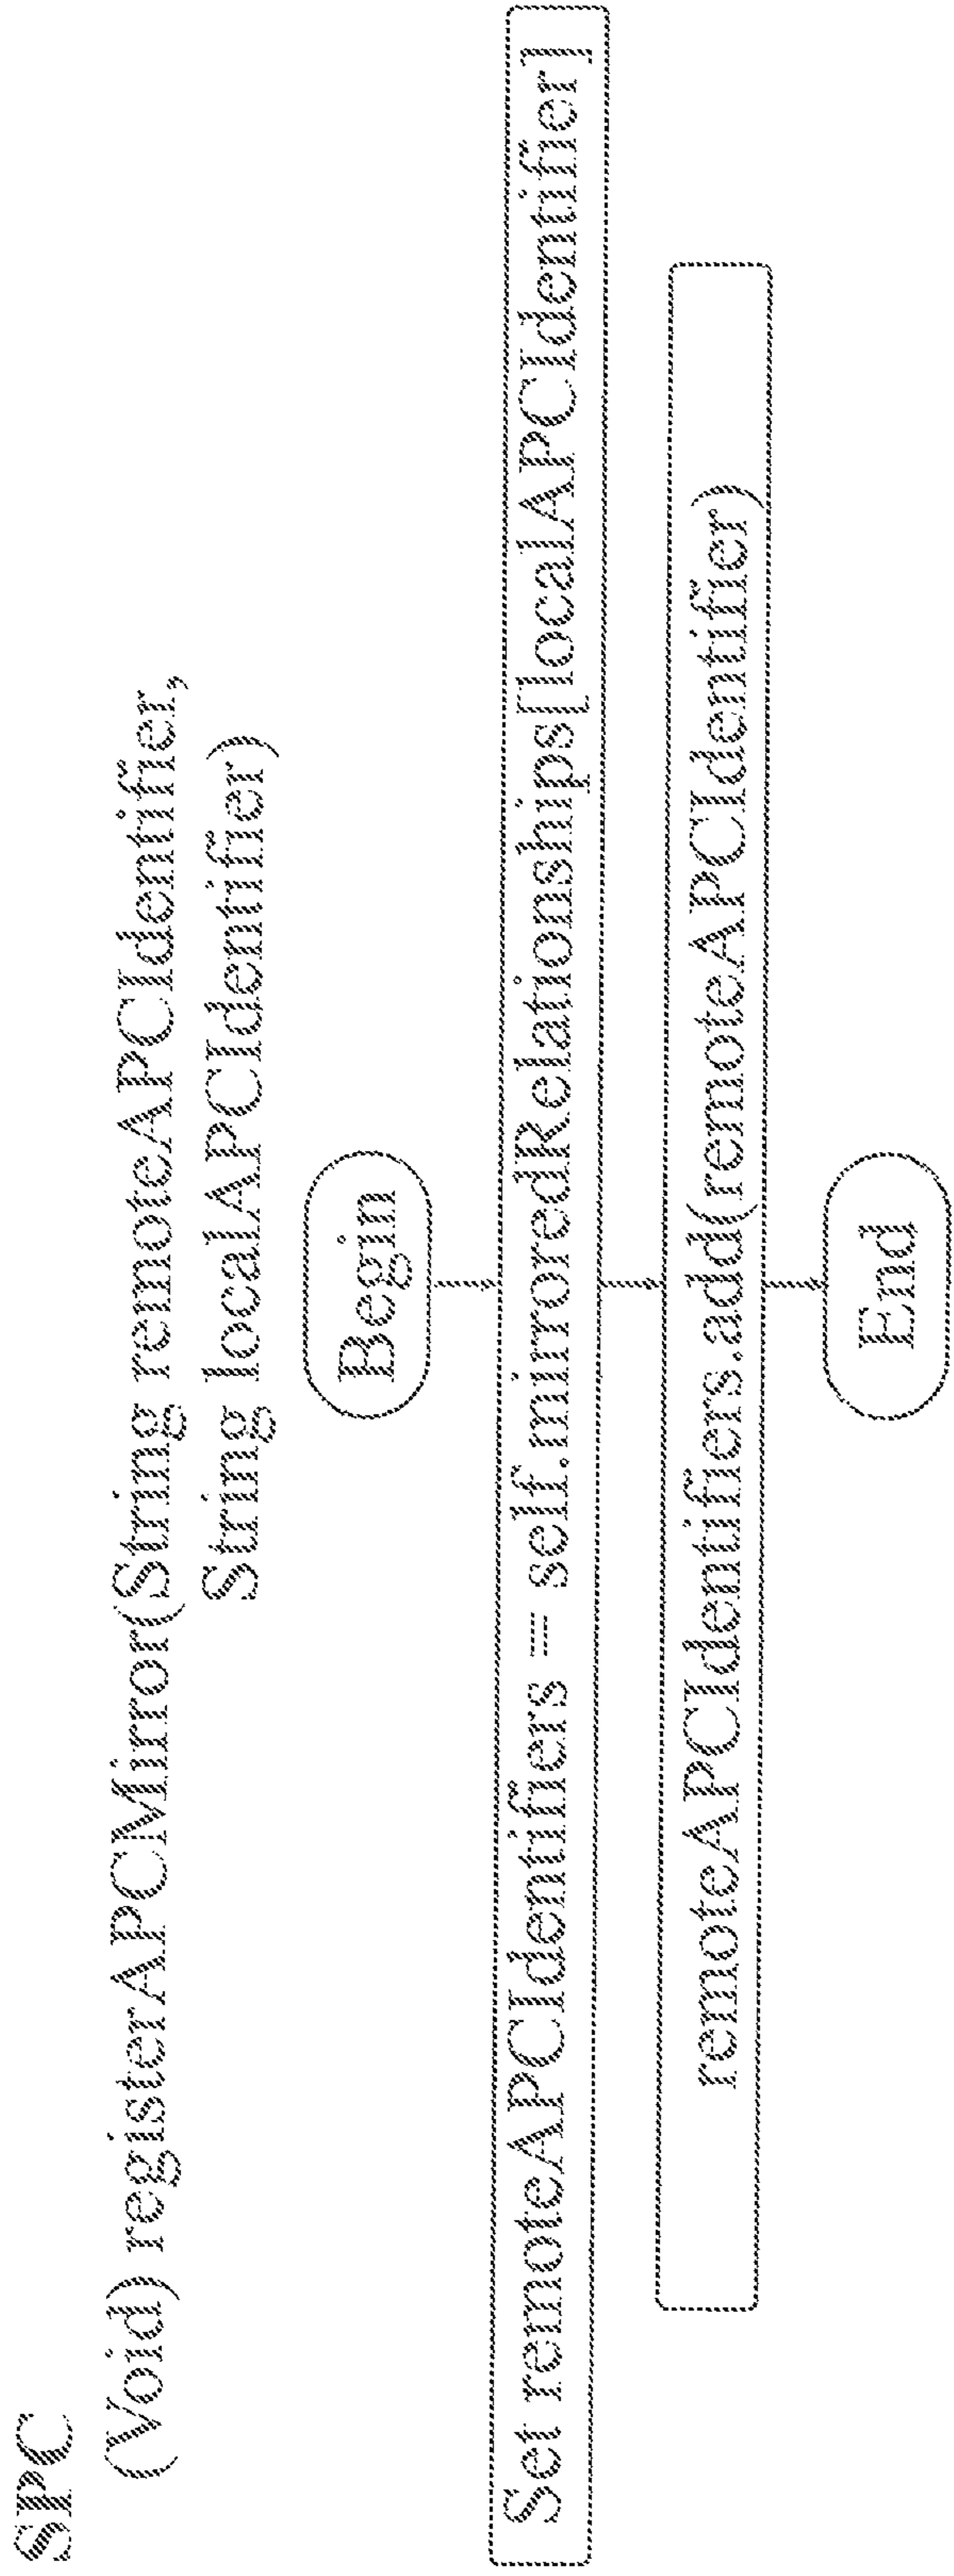 SPC
(Void) registerAPCMirror(String remoteAPCIdentifier,
String localAPCIdentifier)
Begin
Set remoteAPCIdentifiers = self.mirroredRelationships[localAPCIdentifier]
remoteAPCIdentifiers.add(remoteAPCIdentifier)
End